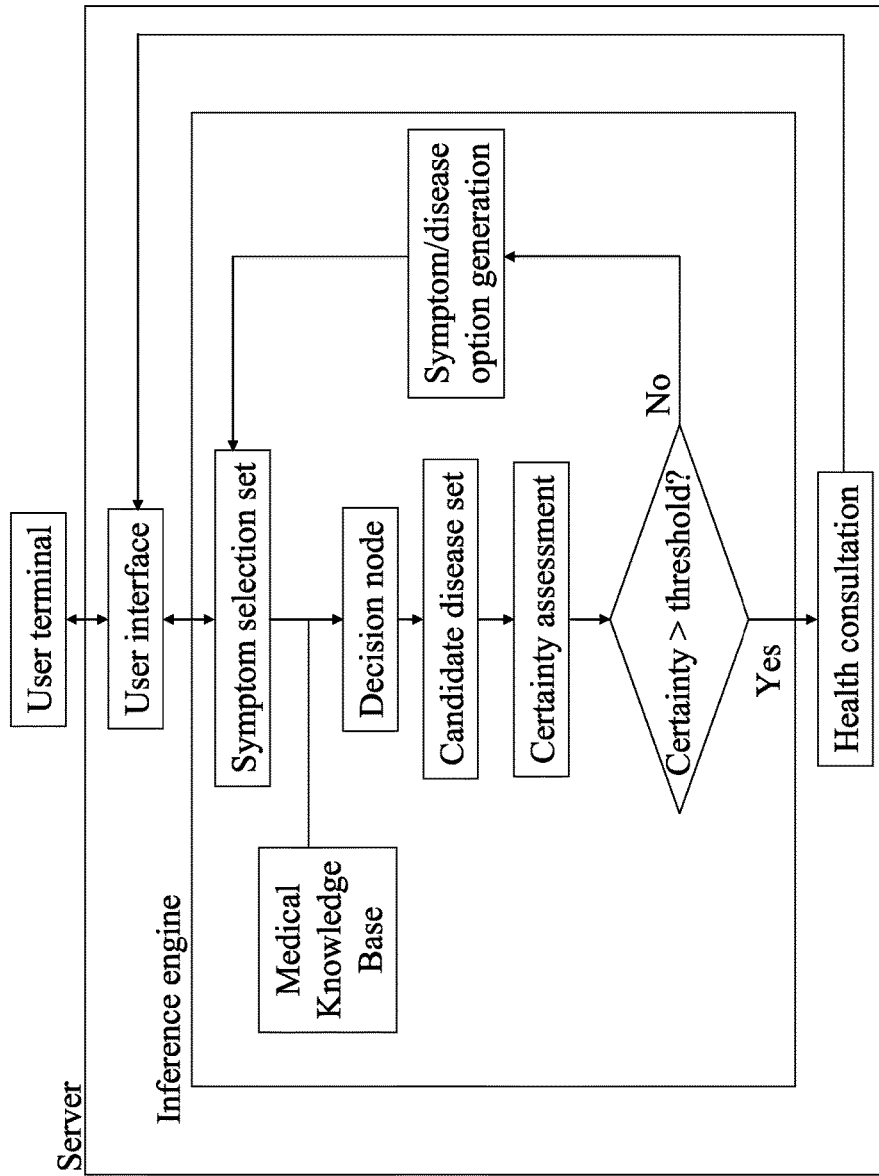 Server
User terminal
User interface
Inference engine
Symptom selection set
Medical
Knowledge
Base
Decision node
Candidate disease set
Certainty assessment
Symptom/disease
option generation
Certainty > threshold?
No
Yes
Health consultation